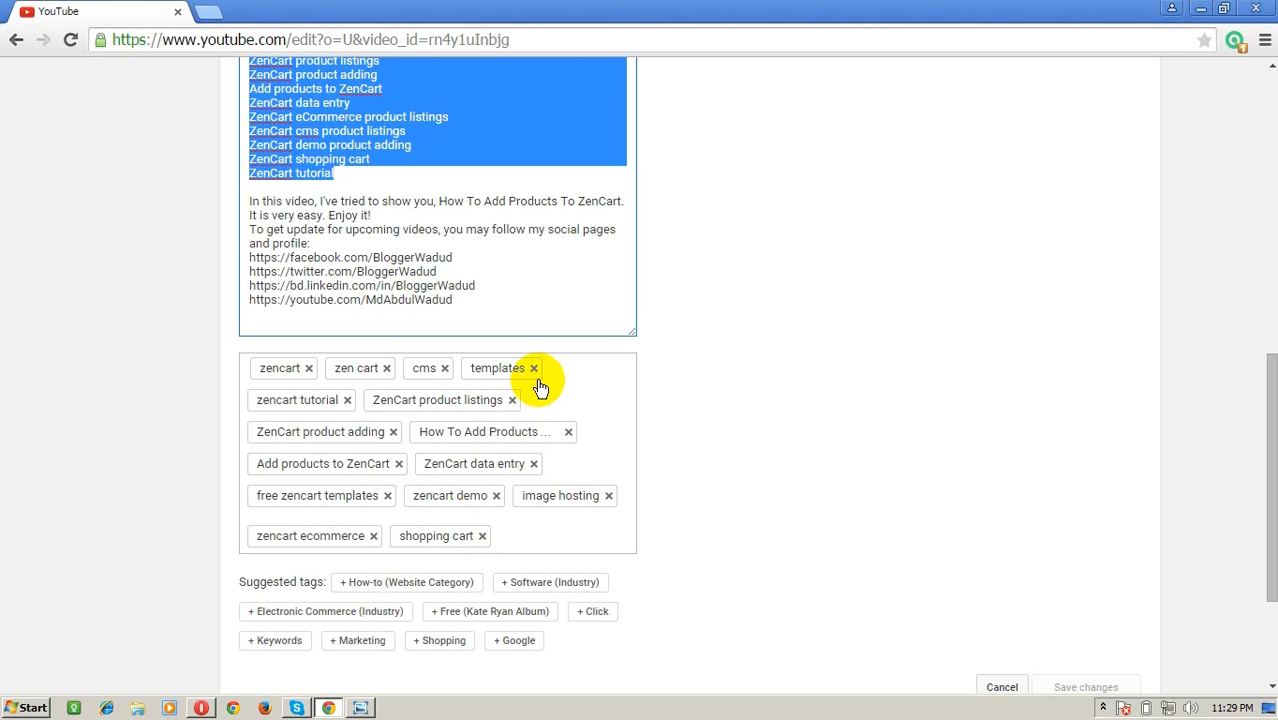 YouTube
https://www.youtube.com/edit?o=U&video_id=rn4y1uInbjg
ZenCart product listings
ZenCart product adding
Add products to ZenCart
ZenCart data entry
ZenCart eCommerce product listings
ZenCart cms product listings
ZenCart demo product adding
ZenCart shopping cart
ZenCart tutorial
In this video, I've tried to show you, How To Add Products To ZenCart.
It is very easy. Enjoy it!
To get update for upcoming videos, you may follow my social pages
and profile:
https://facebook.com/BloggerWadud
https://twitter.com/BloggerWadud
https://bd.linkedin.com/in/BloggerWadud
https://youtube.com/MdAbdulWadud
zencart zen cart cms templates
zencart tutorial ZenCart product listings
ZenCart product adding How To Add Products ...
Add products to ZenCart ZenCart data entry
free zencart templates zencart demo image hosting
zencart ecommerce shopping cart
Suggested tags: + How-to (Website Category) + Software (Industry)
+ Electronic Commerce (Industry) + Free (Kate Ryan Album) + Click
+ Keywords + Marketing + Shopping + Google
Cancel Save changes
Start 11:29 PM